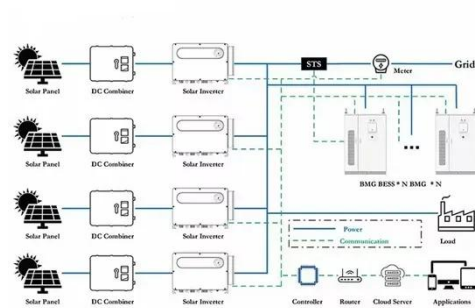 STS
Meter
Grid
Solar Panel
DC Combiner
Solar Inverter
Solar Panel
DC Combiner
Solar Inverter
BMG BESS * N BMG * N
Solar Panel
DC Combiner
Solar Inverter
Power
Communication
Load
Solar Panel
DC Combiner
Solar Inverter
Controller
Router
Cloud Server
Applications